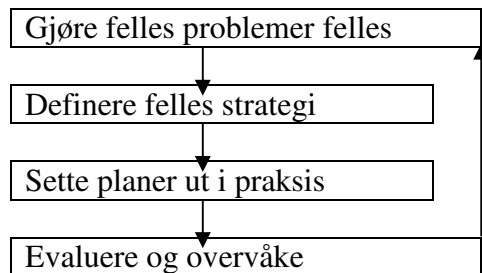 Gjøre felles problemer felles
Definere felles strategi
Sette planer ut i praksis
Evaluere og overvåke